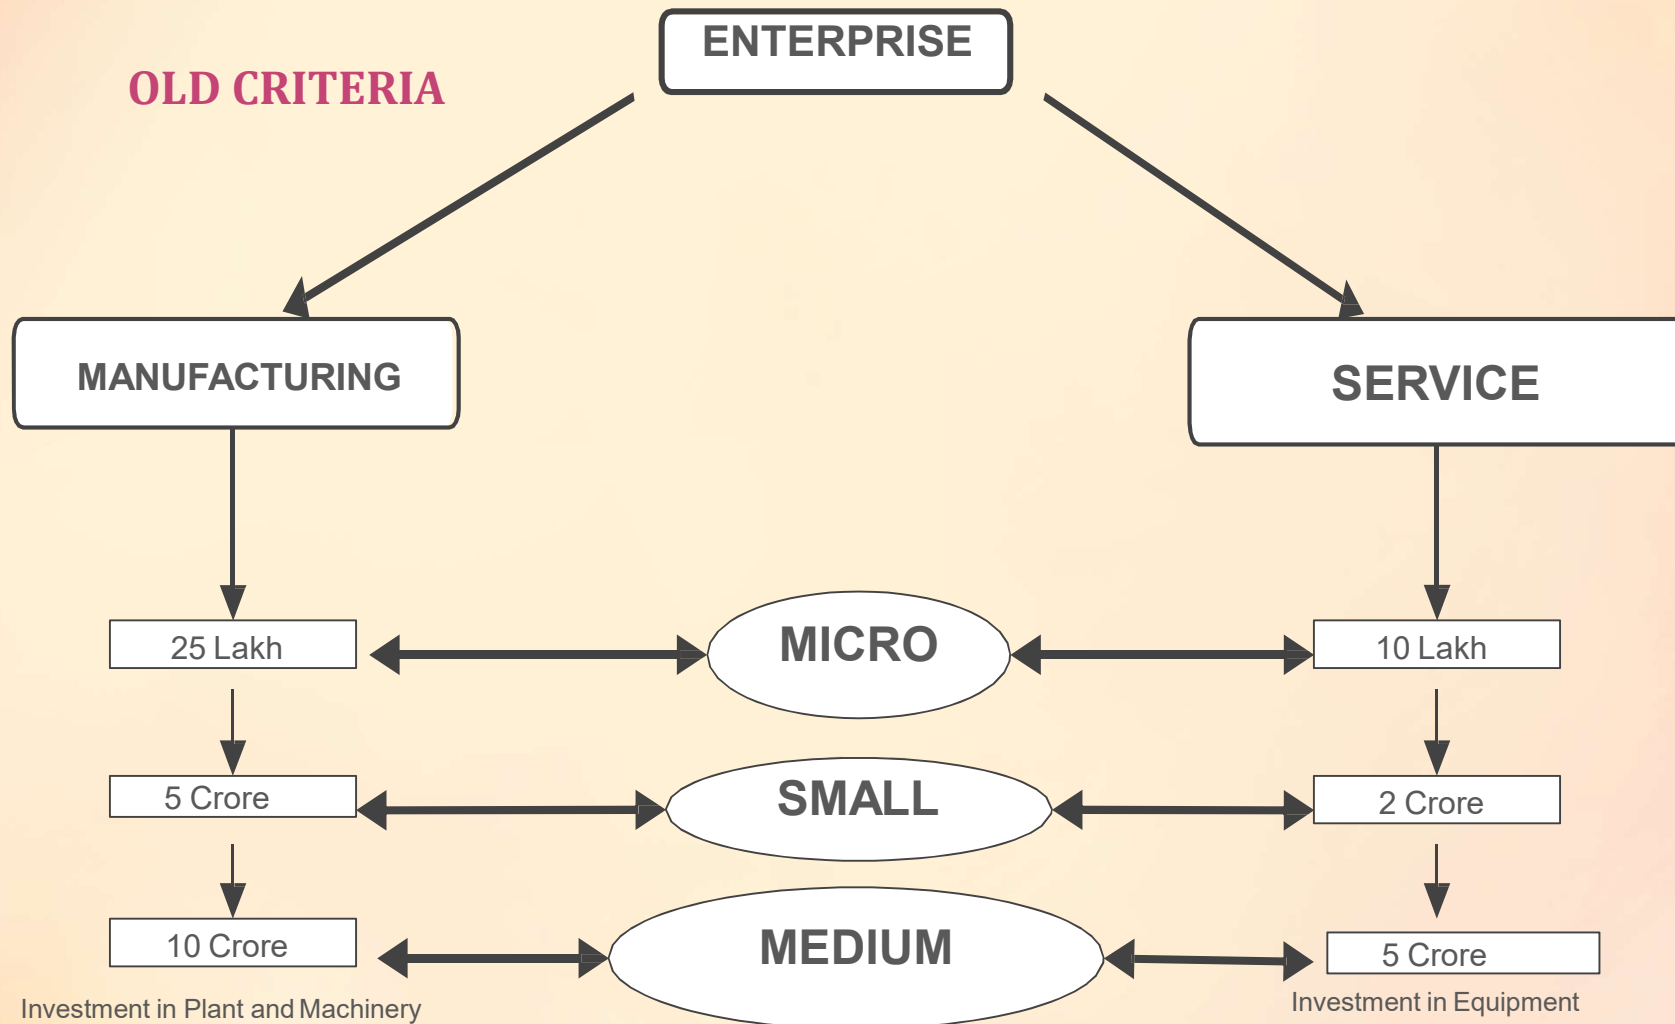 ENTERPRISE
OLD CRITERIA
MANUFACTURING
SERVICE
25 Lakh
MICRO
10 Lakh
5 Crore
SMALL
2 Crore
10 Crore
MEDIUM
5 Crore
Investment in Plant and Machinery
Investment in Equipment